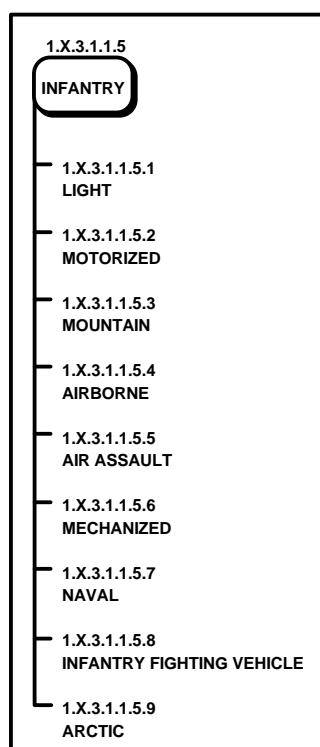 1.X.3.1.1.5
INFANTRY
1.X.3.1.1.5.1
LIGHT
1.X.3.1.1.5.2
MOTORIZED
1.X.3.1.1.5.3
MOUNTAIN
1.X.3.1.1.5.4
AIRBORNE
1.X.3.1.1.5.5
AIR ASSAULT
1.X.3.1.1.5.6
MECHANIZED
1.X.3.1.1.5.7
NAVAL
1.X.3.1.1.5.8
INFANTRY FIGHTING VEHICLE
1.X.3.1.1.5.9
ARCTIC